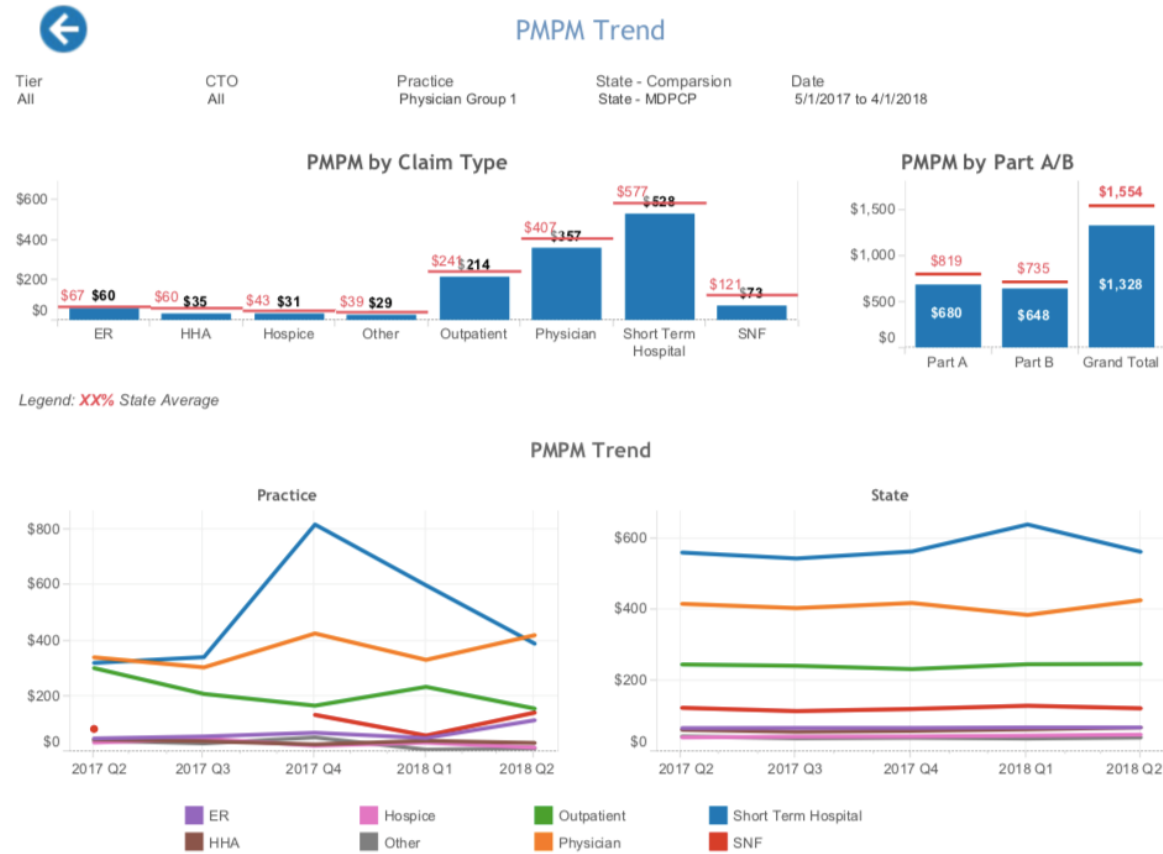 PMPM Trend
Tier CTO Practice State - Comparsion Date
All All Physician Group 1 State - MDPCP 5/1/2017 to 4/1/2018
PMPM by Claim Type
$600
$400
$200
$0
$67 $60
$60 $35
$43 $31
$39 $29
$241 $214
$407 $357
$577 $528
$121 $73
ER HHA Hospice Other Outpatient Physician Short Term Hospital SNF
PMPM by Part A/B
$1,500
$1,000
$500
$0
$819 $735 $1,554
$680 $648 $1,328
Part A Part B Grand Total
Legend: XX% State Average
PMPM Trend
Practice
$800
$600
$400
$200
$0
2017 Q2 2017 Q3 2017 Q4 2018 Q1 2018 Q2
State
$600
$400
$200
$0
2017 Q2 2017 Q3 2017 Q4 2018 Q1 2018 Q2
ER Hospice Outpatient Short Term Hospital
HHA Other Physician SNF